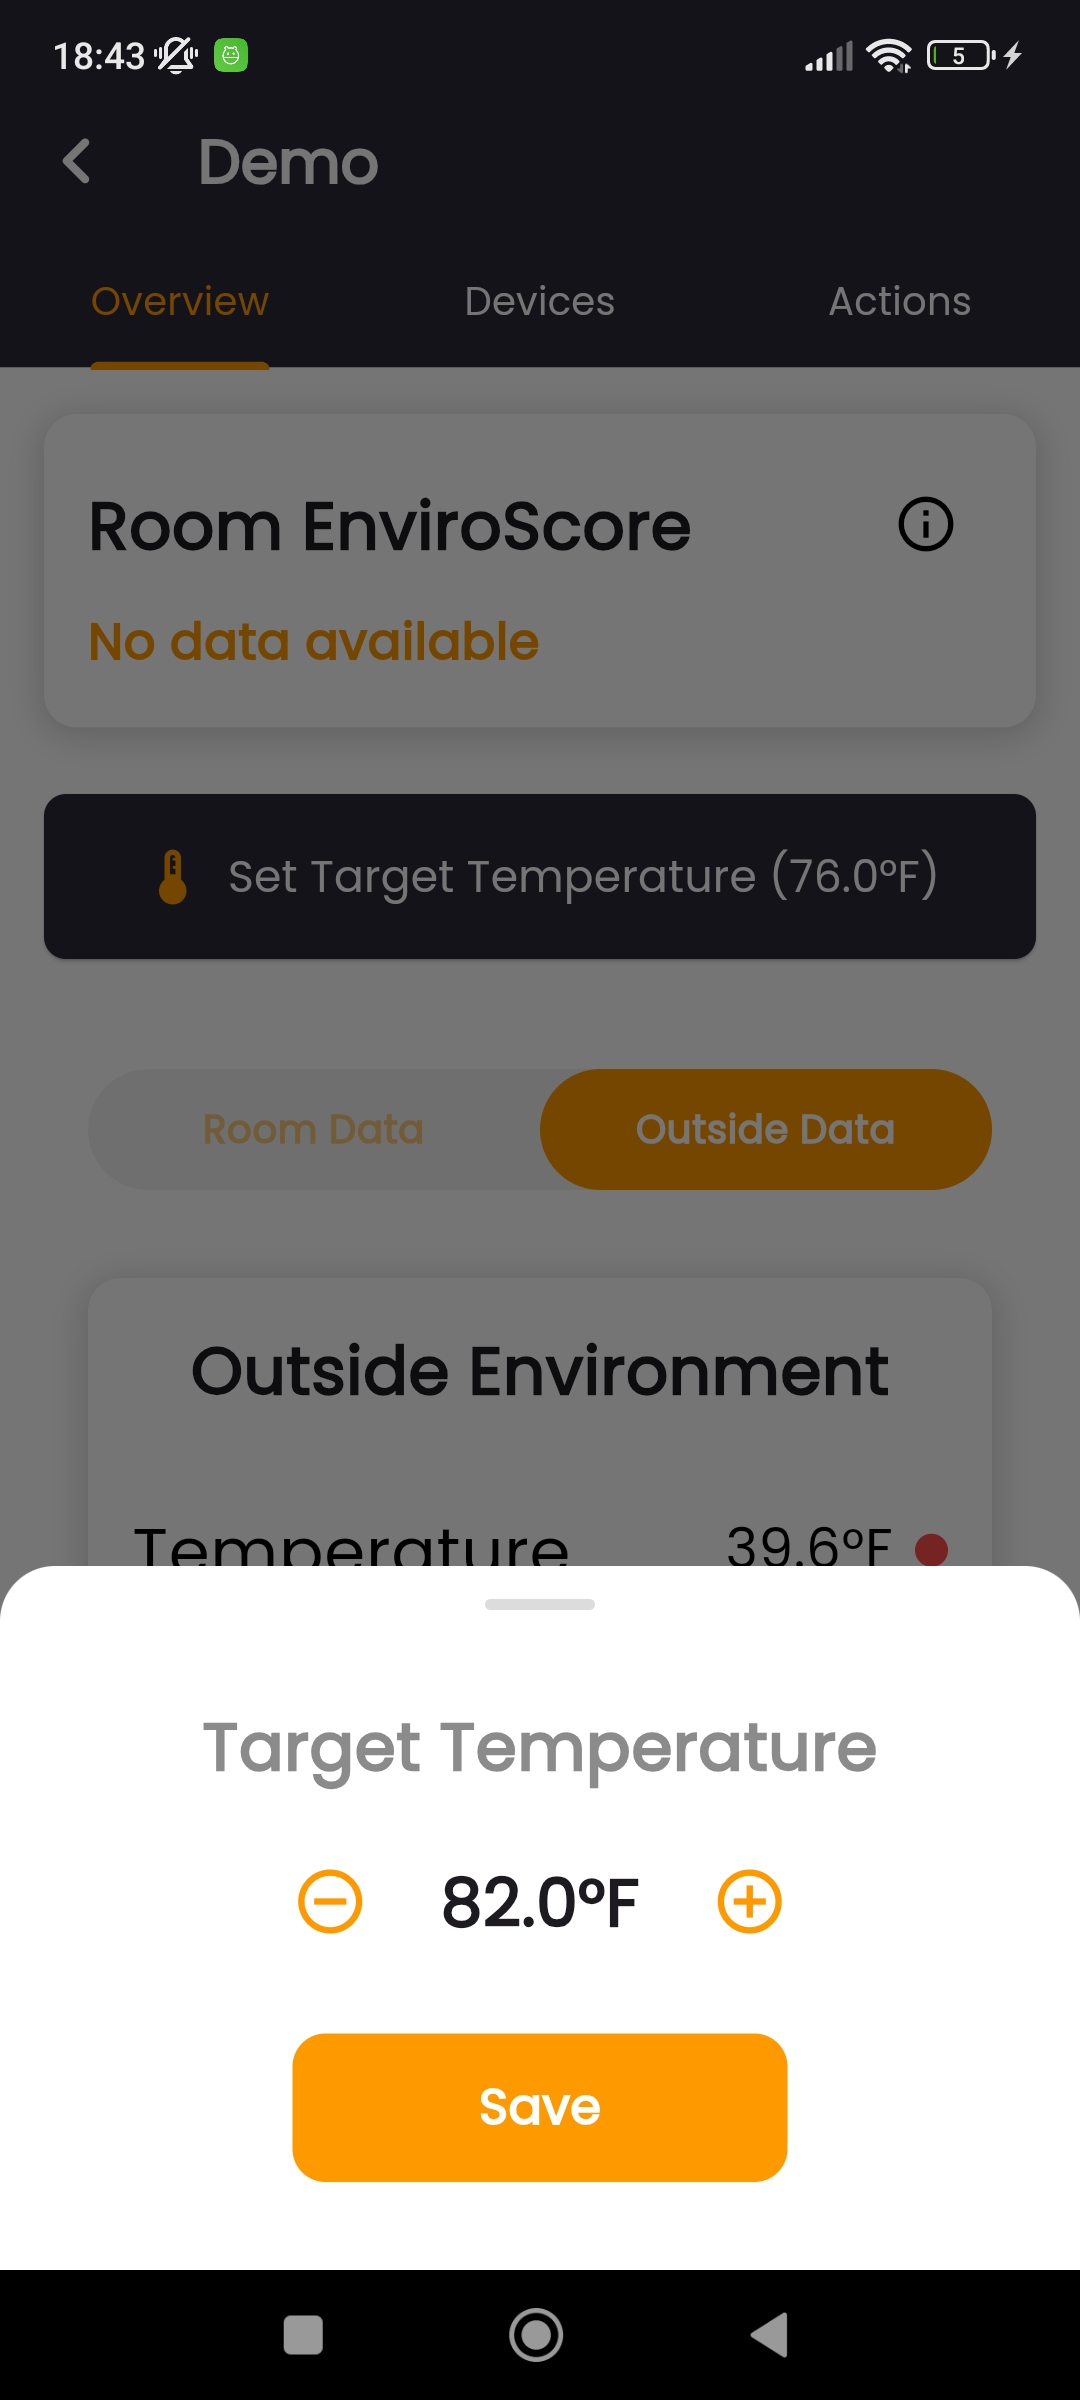 18:43
5
Demo
Overview Devices Actions
Room EnviroScore
No data available
Set Target Temperature (76.0°F)
Room Data Outside Data
Outside Environment
Temperature 39.6°F
Target Temperature
82.0°F
Save